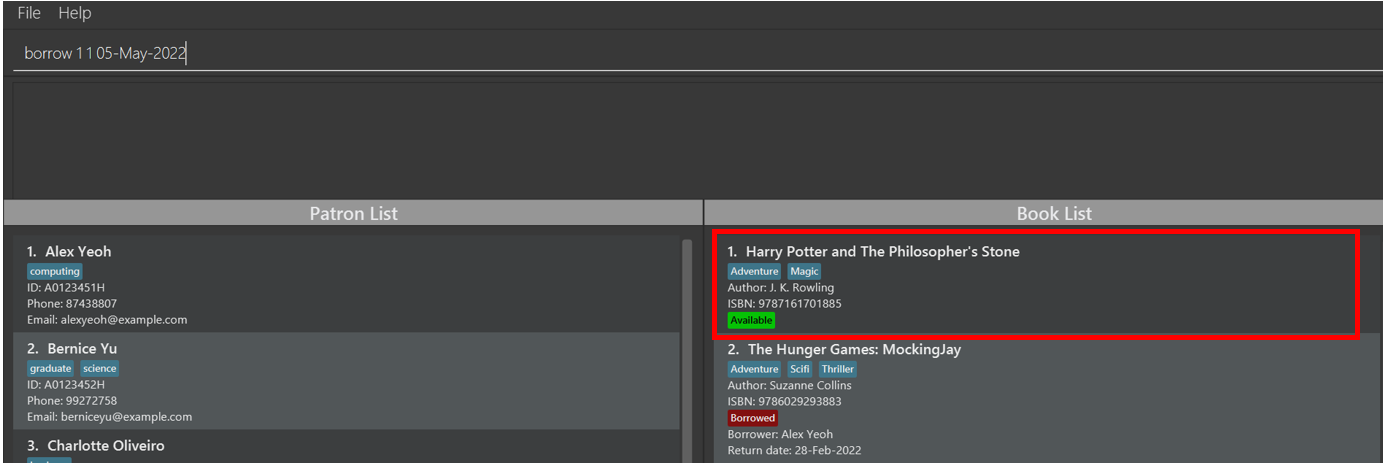 File Help
borrow 1 1 05-May-2022
Patron List
1. Alex Yeoh
computing
ID: A0123451H
Phone: 87438807
Email: alexyeoh@example.com
2. Bernice Yu
graduate science
ID: A0123452H
Phone: 99272758
Email: berniceyu@example.com
3. Charlotte Oliveiro
Book List
1. Harry Potter and The Philosopher's Stone
Adventure Magic
Author: J. K. Rowling
ISBN: 9787161701885
Available
2. The Hunger Games: MockingJay
Adventure Scifi Thriller
Author: Suzanne Collins
ISBN: 9786029293883
Borrowed
Borrower: Alex Yeoh
Return date: 28-Feb-2022